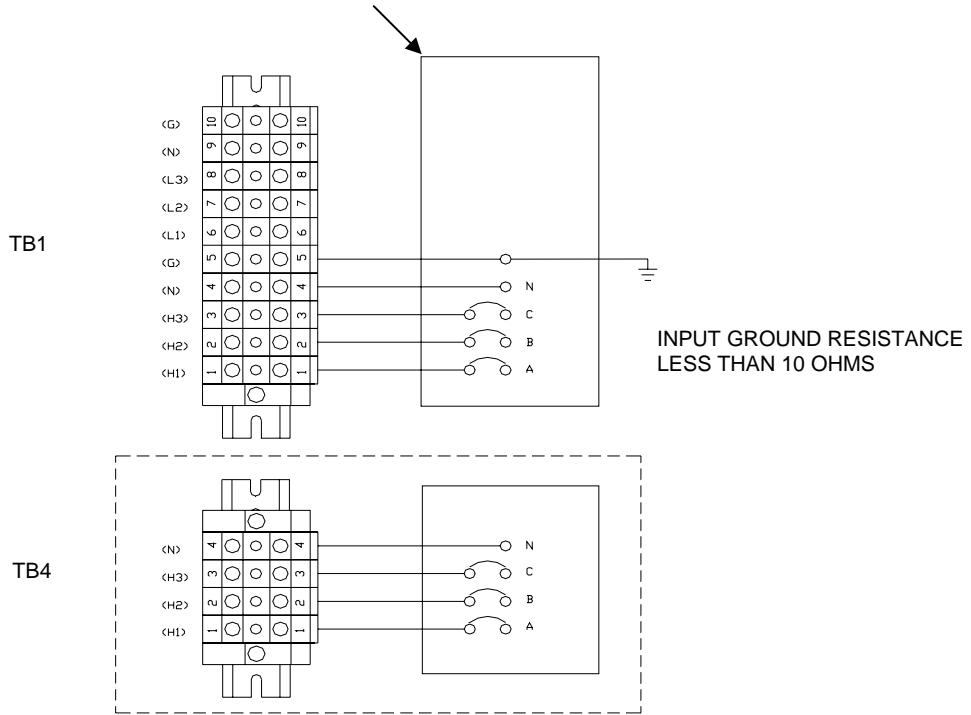 (G) 10 10
(N) 9 9
(L3) 8 8
(L2) 7 7
(L1) 6 6
TB1
(G) 5 5
(N) 4 4 N
(H3) 3 3 C
(H2) 2 2 B
(H1) 1 1 A
INPUT GROUND RESISTANCE
LESS THAN 10 OHMS
TB4
(N) 4 4 N
(H3) 3 3 C
(H2) 2 2 B
(H1) 1 1 A